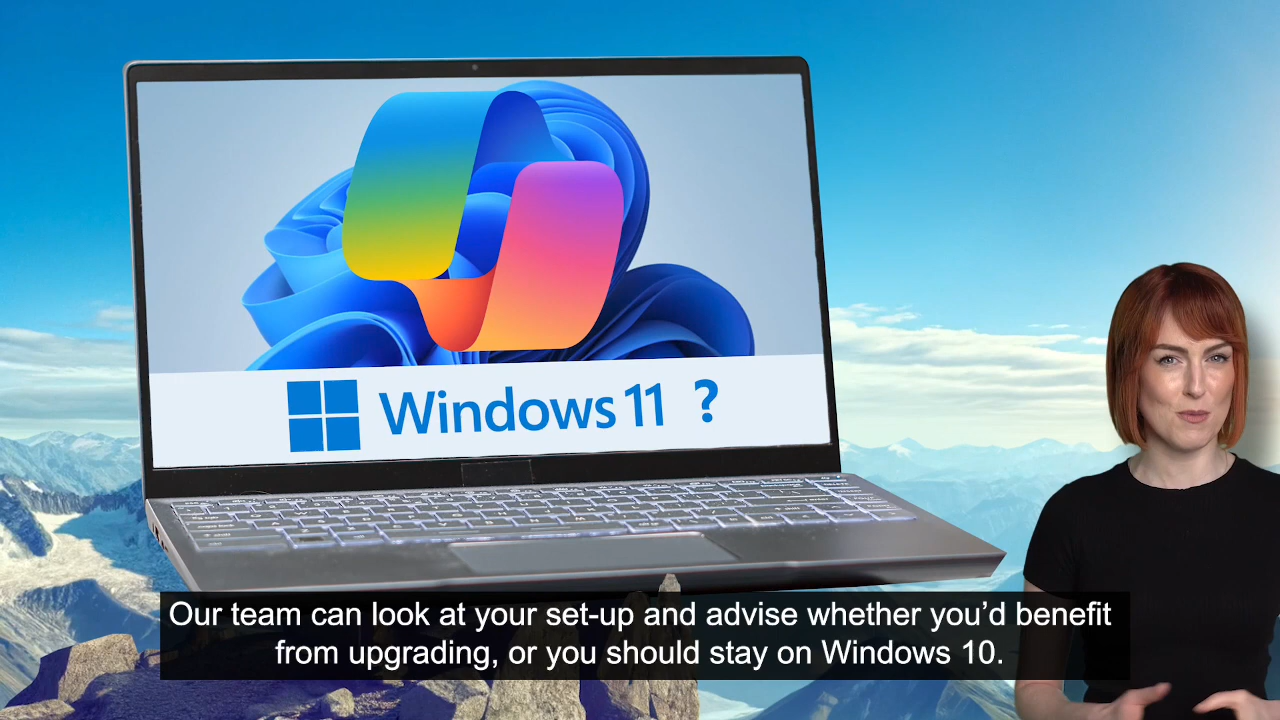 Windows 11 ?
Our team can look at your set-up and advise whether you’d benefit
from upgrading, or you should stay on Windows 10.